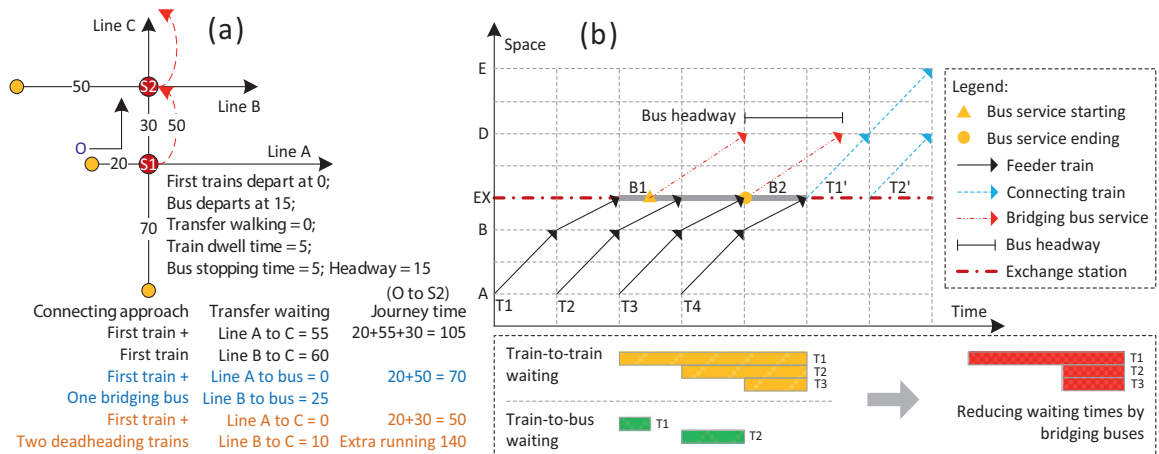 Line C
(a)
50
S2
Line B
30
50
O
20
S1
Line A
First trains depart at 0;
Bus departs at 15;
Transfer walking = 0;
70
Train dwell time = 5;
Bus stopping time = 5; Headway = 15
(O to S2)
Connecting approach Transfer waiting Journey time
First train + Line A to C = 55 20+55+30 = 105
First train Line B to C = 60
First train + Line A to bus = 0 20+50 = 70
One bridging bus Line B to bus = 25
First train + Line A to C = 0 20+30 = 50
Two deadheading trains Line B to C = 10 Extra running 140
(b)
Space
E
Bus headway
D
EX
B1
B2
T1'
T2'
B
A
T1
T2
T3
T4
Time
Legend:
Bus service starting
Bus service ending
Feeder train
Connecting train
Bridging bus service
Bus headway
Exchange station
Train-to-train
waiting
T1
T2
T3
Train-to-bus
waiting
T1
T2
T1
T2
T3
Reducing waiting times by
bridging buses